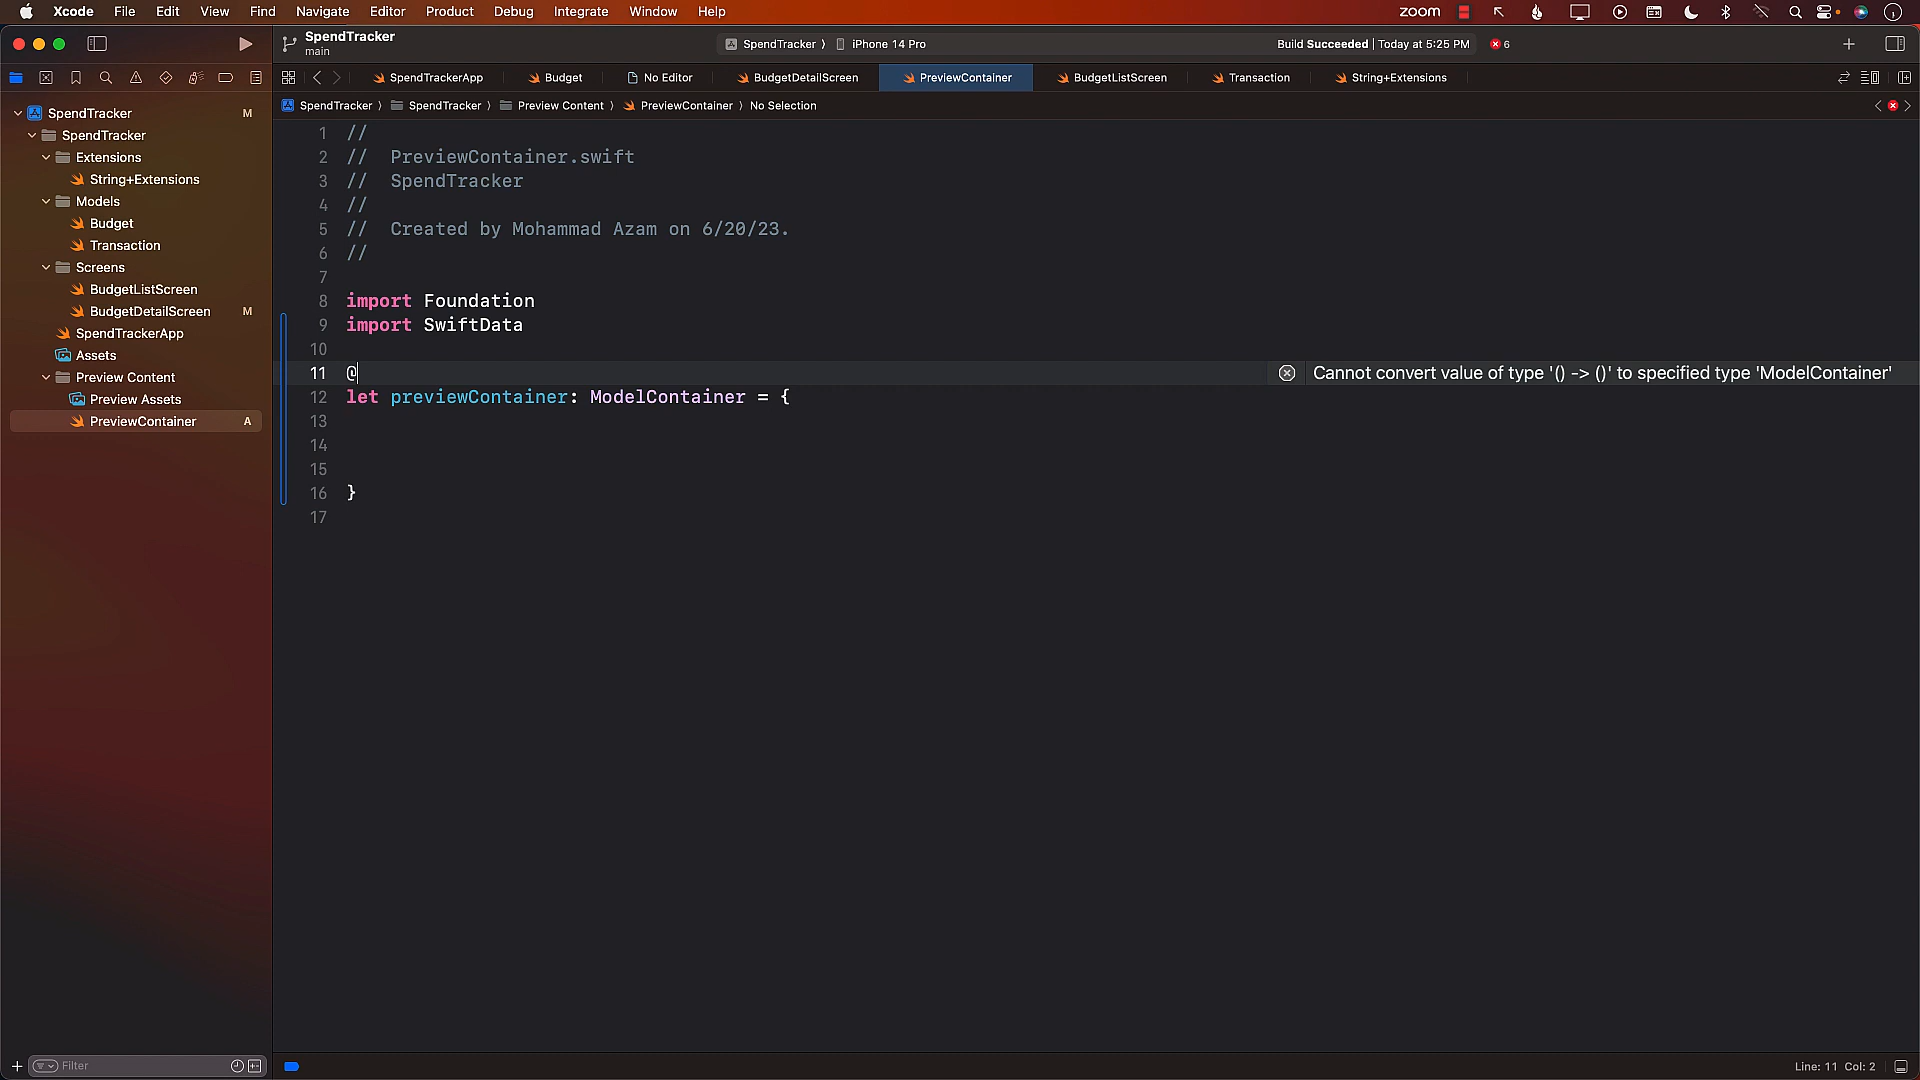 Xcode File Edit View Find Navigate Editor Product Debug Integrate Window Help zoom
SpendTracker
main
SpendTracker ⟩ iPhone 14 Pro
Build Succeeded | Today at 5:25 PM
6
SpendTrackerApp Budget No Editor BudgetDetailScreen PreviewContainer BudgetListScreen Transaction String+Extensions
SpendTracker ⟩ SpendTracker ⟩ Preview Content ⟩ PreviewContainer ⟩ No Selection
SpendTracker M
SpendTracker
Extensions
String+Extensions
Models
Budget
Transaction
Screens
BudgetListScreen
BudgetDetailScreen M
SpendTrackerApp
Assets
Preview Content
Preview Assets
PreviewContainer A
Filter
1 //
2 // PreviewContainer.swift
3 // SpendTracker
4 //
5 // Created by Mohammad Azam on 6/20/23.
6 //
7
8 import Foundation
9 import SwiftData
10
11 @
Cannot convert value of type '() -> ()' to specified type 'ModelContainer'
12 let previewContainer: ModelContainer = {
13
14
15
16 }
17
Line: 11 Col: 2